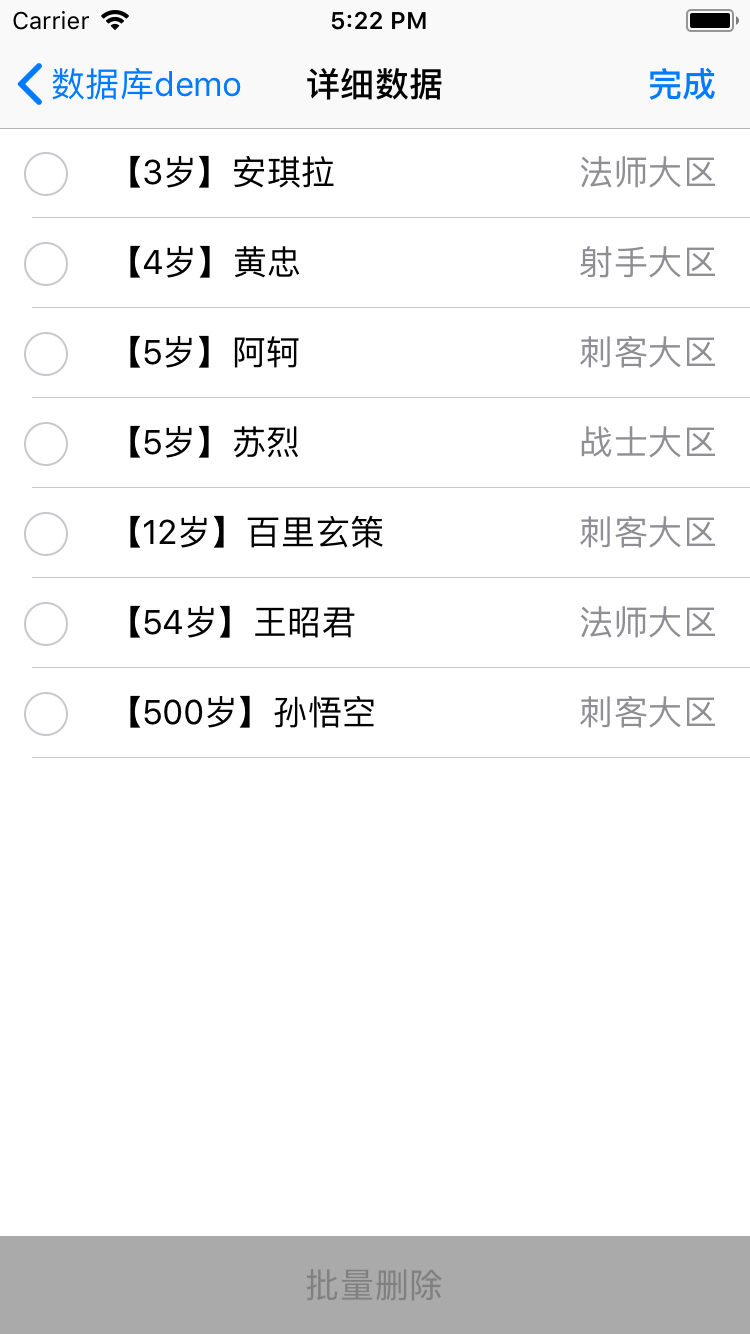 Carrier 5:22 PM
数据库demo 详细数据 完成
【3岁】安琪拉 法师大区
【4岁】黄忠 射手大区
【5岁】阿轲 刺客大区
【5岁】苏烈 战士大区
【12岁】百里玄策 刺客大区
【54岁】王昭君 法师大区
【500岁】孙悟空 刺客大区
批量删除